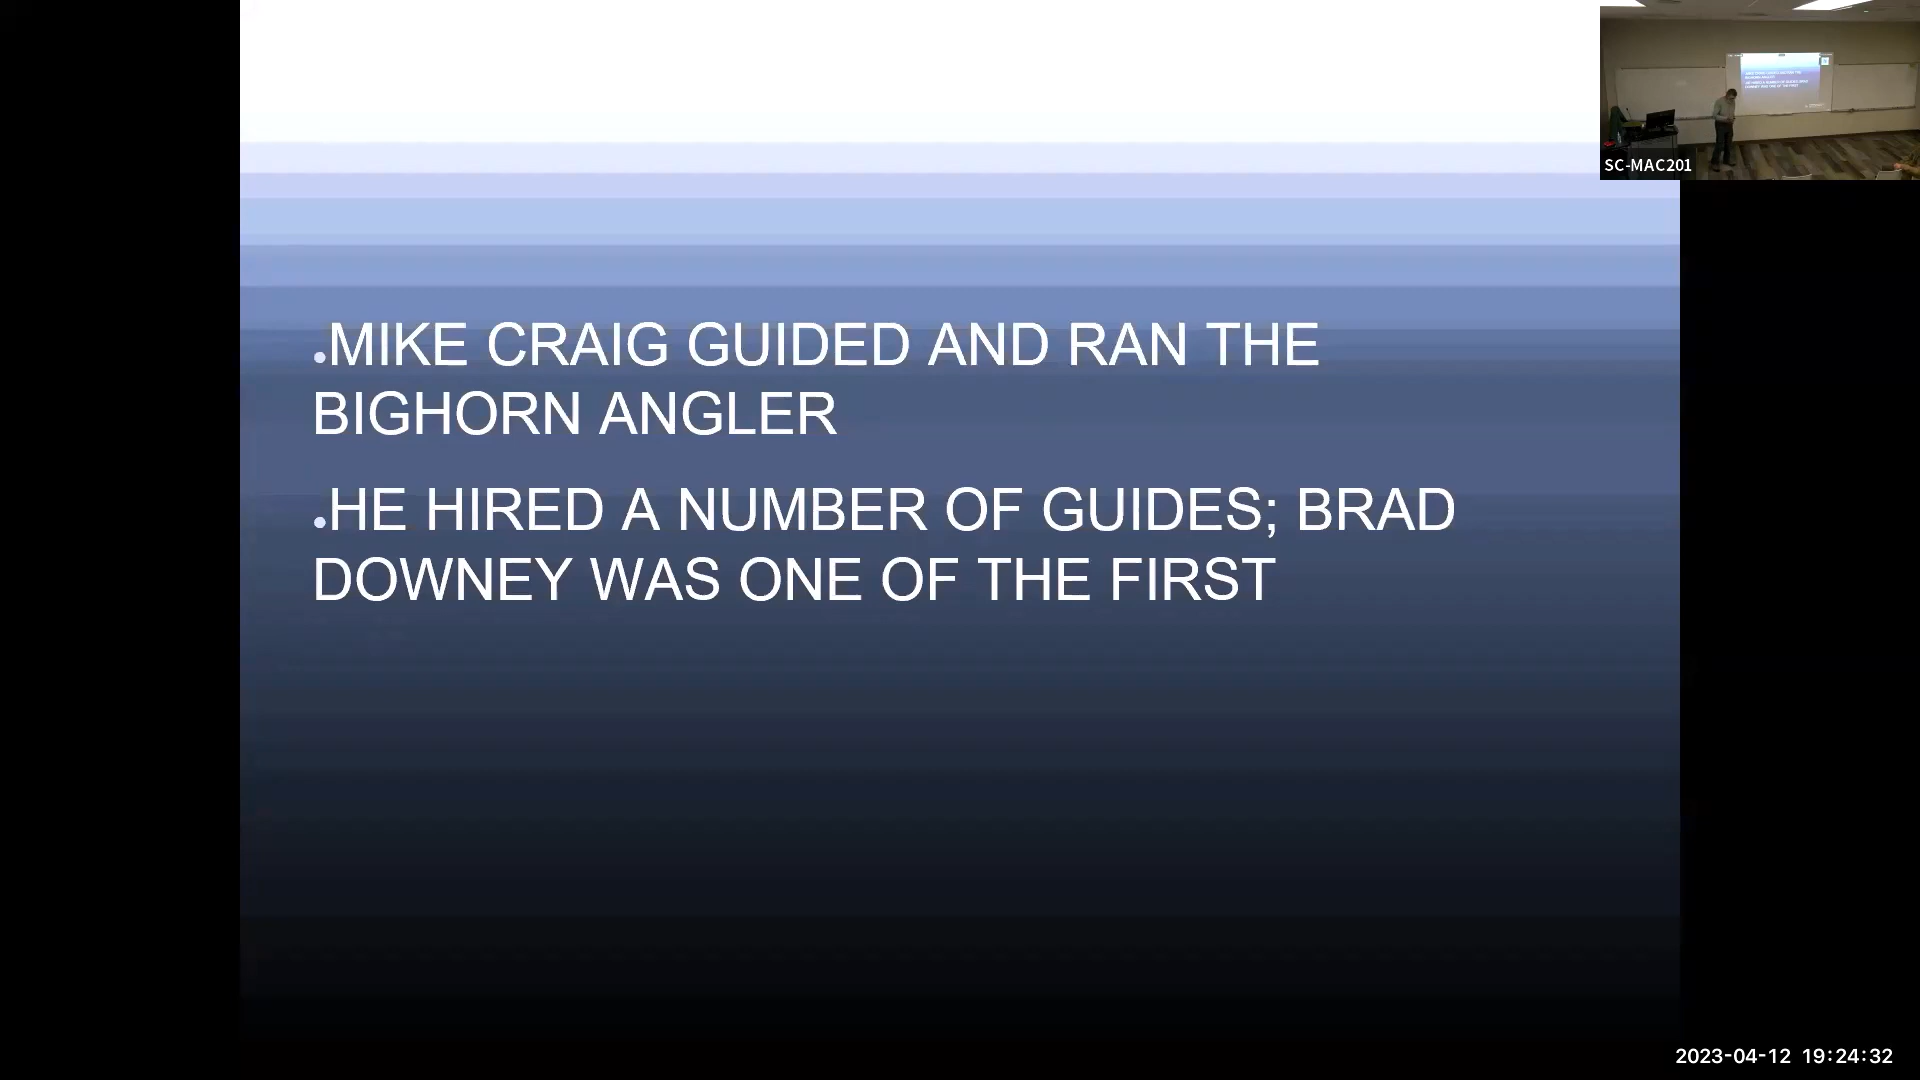 SC-MAC201
•MIKE CRAIG GUIDED AND RAN THE
BIGHORN ANGLER
•HE HIRED A NUMBER OF GUIDES; BRAD
DOWNEY WAS ONE OF THE FIRST
2023-04-12 19:24:32